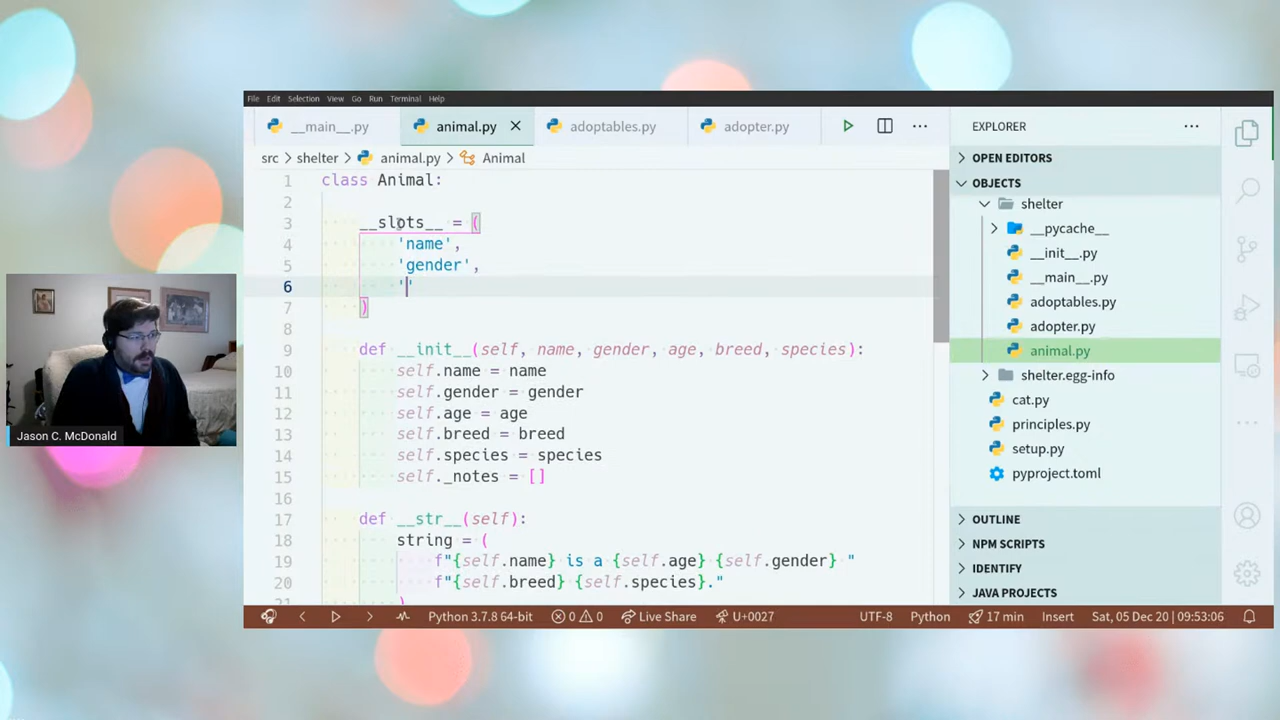 File Edit Selection View Go Run Terminal Help
__main__.py animal.py adoptables.py adopter.py
src shelter animal.py Animal
1 class Animal:
2
3 __slots__ = (
4 'name',
5 'gender',
6 ''
7 )
8
9 def __init__(self, name, gender, age, breed, species):
10 self.name = name
11 self.gender = gender
12 self.age = age
13 self.breed = breed
14 self.species = species
15 self._notes = []
16
17 def __str__(self):
18 string = (
19 f"{self.name} is a {self.age} {self.gender} "
20 f"{self.breed} {self.species}."
EXPLORER
OPEN EDITORS
OBJECTS
shelter
__pycache__
__init__.py
__main__.py
adoptables.py
adopter.py
animal.py
shelter.egg-info
cat.py
principles.py
setup.py
pyproject.toml
OUTLINE
NPM SCRIPTS
IDENTIFY
JAVA PROJECTS
Python 3.7.8 64-bit 0 0 Live Share U+0027 UTF-8 Python 17 min Insert Sat, 05 Dec 20, 09:53:06
Jason C. McDonald